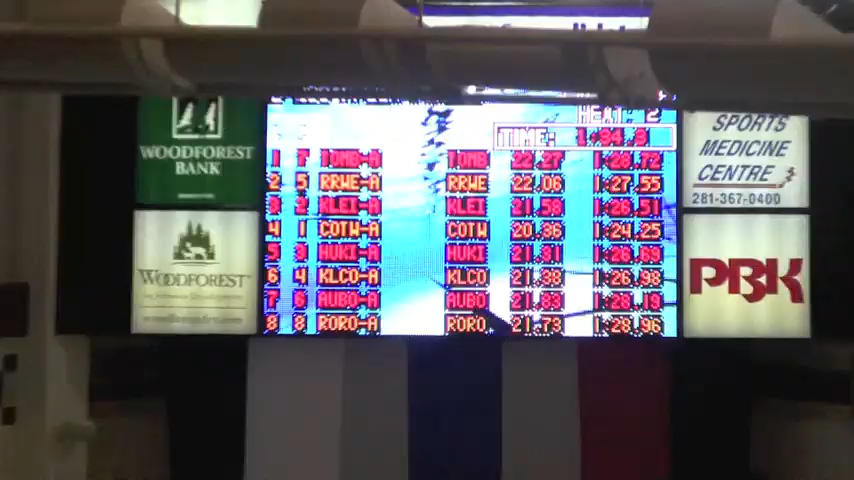 HEAT: 2
TIME: 1:34.9
1 7 TOMB-A TOMB 22.27 1:28.72
2 5 RRWE-A RRWE 22.06 1:27.55
3 2 KLEI-A KLEI 21.58 1:26.51
4 1 COTW-A COTW 20.36 1:24.25
5 3 HUKI-A HUKI 21.81 1:26.69
6 4 KLCO-A KLCO 21.88 1:26.98
7 6 AUBO-A AUBO 21.83 1:28.19
8 8 RORO-A RORO 21.73 1:28.96
WOODFOREST
BANK
WOODFOREST
SPORTS
MEDICINE
CENTRE
281-367-0400
PBK